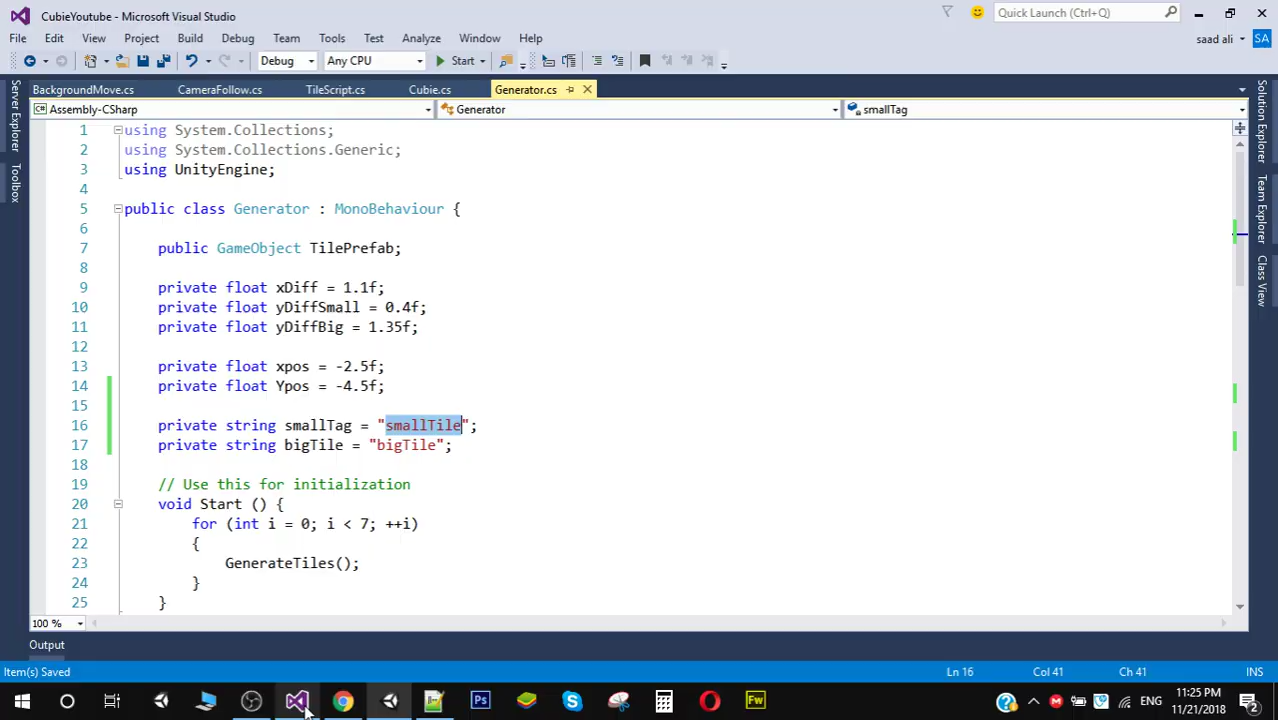 CubieYoutube - Microsoft Visual Studio
Quick Launch (Ctrl+Q)
File Edit View Project Build Debug Team Tools Test Analyze Window Help
saad ali SA
Debug Any CPU Start
BackgroundMove.cs CameraFollow.cs TileScript.cs Cubie.cs Generator.cs
Assembly-CSharp Generator smallTag
Server Explorer
Toolbox
Solution Explorer
Team Explorer
Class View
1 using System.Collections;
2 using System.Collections.Generic;
3 using UnityEngine;
4
5 public class Generator : MonoBehaviour {
6
7 public GameObject TilePrefab;
8
9 private float xDiff = 1.1f;
10 private float yDiffSmall = 0.4f;
11 private float yDiffBig = 1.35f;
12
13 private float xpos = -2.5f;
14 private float Ypos = -4.5f;
15
16 private string smallTag = "smallTile";
17 private string bigTile = "bigTile";
18
19 // Use this for initialization
20 void Start () {
21 for (int i = 0; i < 7; ++i)
22 {
23 GenerateTiles();
24 }
25 }
100 %
Output
Item(s) Saved Ln 16 Col 41 Ch 41 INS
Ps Fw ENG 11:25 PM
11/21/2018 2